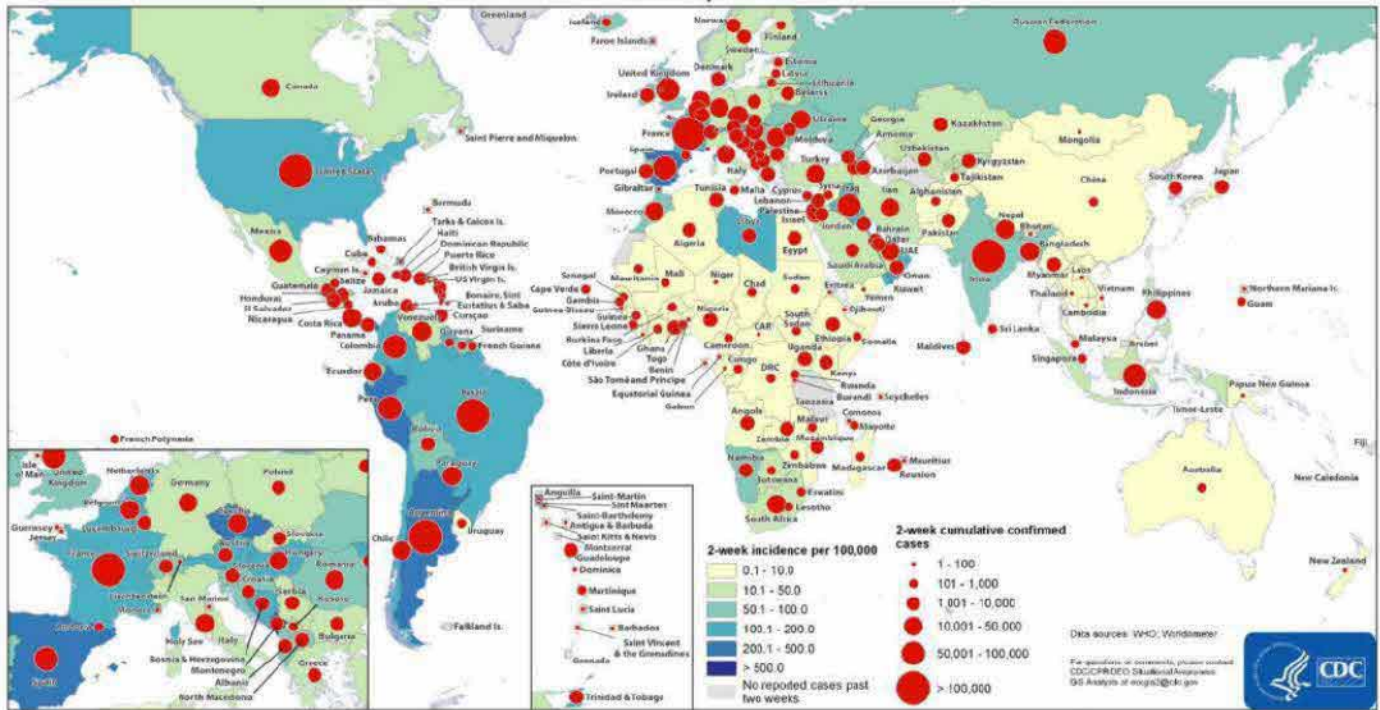 Greenland
Iceland
Norway
Finland
Russian Federation
Faroe Islands
Sweden
Estonia
Latvia
Lithuania
Denmark
United Kingdom
Belarus
Ireland
Canada
Ukraine
Georgia
Kazakhstan
France
Moldova
Armenia
Mongolia
Saint Pierre and Miquelon
Uzbekistan
Spain
Turkey
Kyrgyzstan
United States
Portugal
Italy
Azerbaijan
Tajikistan
China
South Korea
Japan
Gibraltar
Tunisia
Malta
Cyprus
Syria
Iraq
Iran
Afghanistan
Lebanon
Palestine
Bermuda
Morocco
Libya
Israel
Jordan
Bahrain
Pakistan
Nepal
Bhutan
Turks & Caicos Is.
Haiti
Mexico
Bahamas
Dominican Republic
Algeria
Egypt
Qatar
UAE
Bangladesh
Cuba
Puerto Rico
Saudi Arabia
Oman
India
Myanmar
Laos
Cayman Is.
British Virgin Is.
Senegal
Mauritania
Mali
Niger
Sudan
Kuwait
Vietnam
Northern Mariana Is.
Guatemala
Belize
Jamaica
US Virgin Is.
Cape Verde
Chad
Eritrea
Yemen
Thailand
Philippines
Guam
Honduras
Aruba
Bonaire, Sint
Eustatius & Saba
Gambia
Djibouti
Cambodia
El Salvador
Guinea-Bissau
Nigeria
Nicaragua
Venezuela
Curaçao
Guinea
South
Sudan
Costa Rica
Guyana
Suriname
Sierra Leone
Sri Lanka
Panama
Burkina Faso
CAR
Ethiopia
Somalia
Malaysia
Brunei
Colombia
French Guiana
Liberia
Ghana
Cameroon
Maldives
Côte d'Ivoire
Togo
Uganda
Singapore
Ecuador
Benin
Congo
DRC
Kenya
São Tomé and Príncipe
Rwanda
Indonesia
Papua New Guinea
Equatorial Guinea
Burundi
Seychelles
Peru
Brazil
Gabon
Tanzania
Timor-Leste
Angola
Malawi
Comoros
Mayotte
French Polynesia
Bolivia
Zambia
Mozambique
Fiji
Namibia
Zimbabwe
Madagascar
Mauritius
Reunion
Australia
New Caledonia
Paraguay
Botswana
Eswatini
South Africa
Lesotho
Chile
Argentina
Uruguay
New Zealand
Falkland Is.
Isle
of Man
United
Kingdom
Netherlands
Germany
Poland
Belgium
Guernsey
Jersey
Luxembourg
Czechia
Slovakia
France
Switzerland
Austria
Hungary
Slovenia
Romania
Croatia
Liechtenstein
San Marino
Serbia
Kosovo
Monaco
Andorra
Holy See
Italy
Bulgaria
Bosnia & Herzegovina
Spain
Montenegro
Albania
Greece
North Macedonia
Anguilla
Saint-Martin
Sint Maarten
Saint-Barthelemy
Antigue & Barbuda
Saint Kitts & Nevis
Montserrat
Guadeloupe
Dominica
Martinique
Saint Lucia
Barbados
Saint Vincent
& the Grenadines
Grenada
Trinidad & Tobago
2-week incidence per 100,000
0.1 - 10.0
10.1 - 50.0
50.1 - 100.0
100.1 - 200.0
200.1 - 500.0
> 500.0
No reported cases past
two weeks
2-week cumulative confirmed
cases
1 - 100
101 - 1,000
1,001 - 10,000
10,001 - 50,000
50,001 - 100,000
> 100,000
Data sources: WHO; Worldometer
For questions or comments, please contact
CDC/CPR/DEO Situational Awareness
CDC